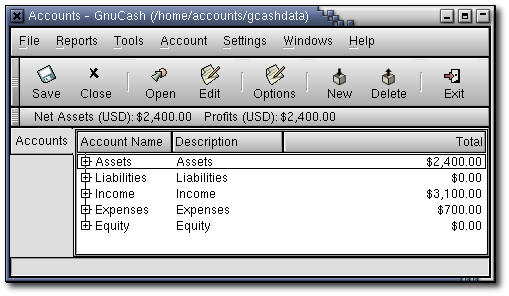 Accounts - GnuCash (/home/accounts/gcashdata)
File Reports Tools Account Settings Windows Help
Save Close Open Edit Options New Delete Exit
Net Assets (USD): $2,400.00 Profits (USD): $2,400.00
Accounts
Account Name Description Total
Assets Assets $2,400.00
Liabilities Liabilities $0.00
Income Income $3,100.00
Expenses Expenses $700.00
Equity Equity $0.00